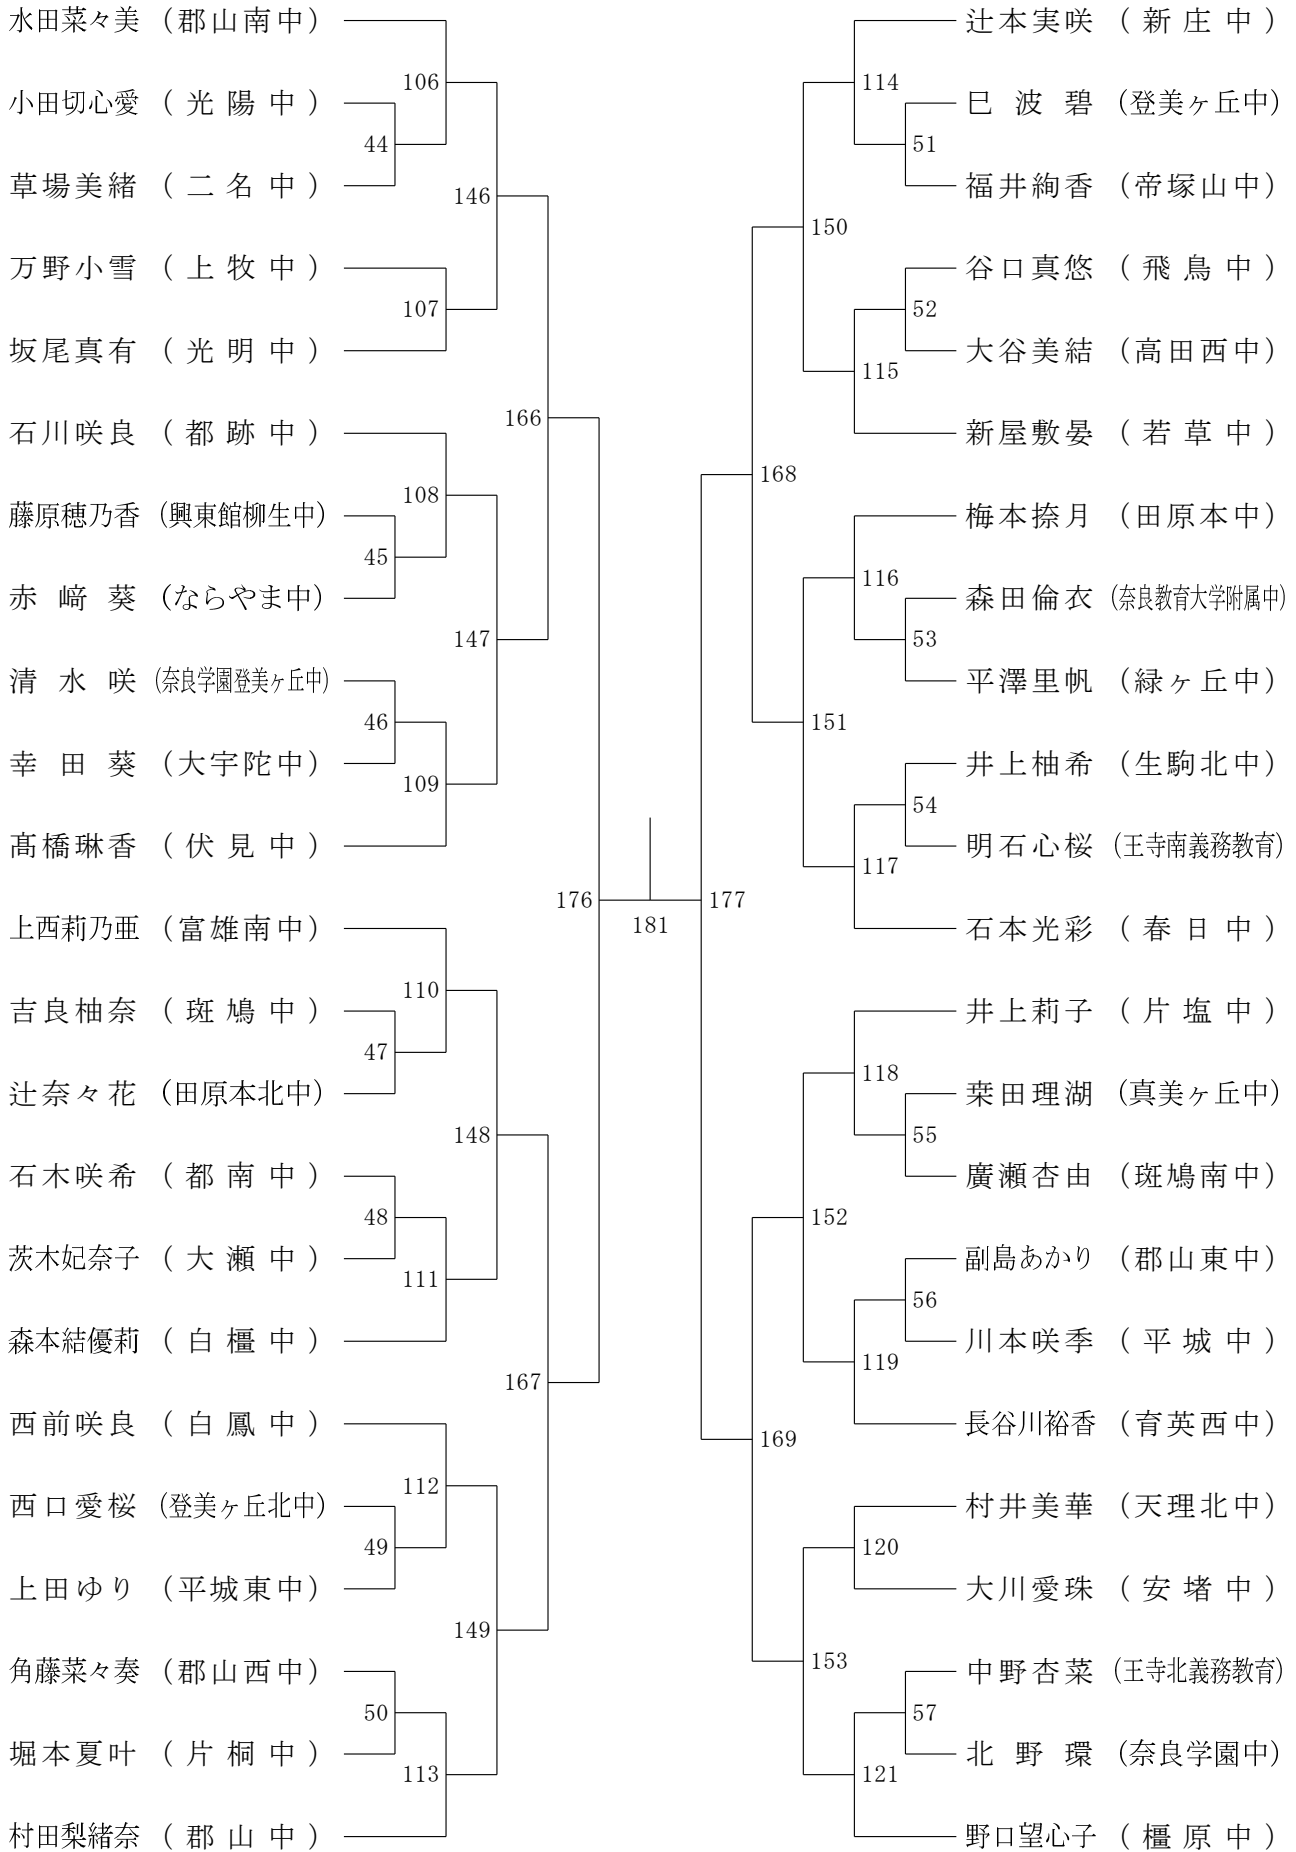 水田菜々美 (郡山南中)
小田切心愛 (光陽中)
草場美緒 (二名中)
万野小雪 (上牧中)
坂尾真有 (光明中)
石川咲良 (都跡中)
藤原穂乃香 (興東館柳生中)
赤﨑葵 (ならやま中)
清水咲 (奈良学園登美ヶ丘中)
幸田葵 (大宇陀中)
髙橋琳香 (伏見中)
上西莉乃亜 (富雄南中)
吉良柚奈 (斑鳩中)
辻奈々花 (田原本北中)
石木咲希 (都南中)
茨木妃奈子 (大瀬中)
森本結優莉 (白橿中)
西前咲良 (白鳳中)
西口愛桜 (登美ヶ丘北中)
上田ゆり (平城東中)
角藤菜々奏 (郡山西中)
堀本夏叶 (片桐中)
村田梨緒奈 (郡山中)
44
45
46
47
48
49
50
106
107
108
109
110
111
112
113
146
147
148
149
166
167
176
181
177
168
169
150
151
152
153
114
115
116
117
118
119
120
121
51
52
53
54
55
56
57
辻本実咲 (新庄中)
巳波碧 (登美ヶ丘中)
福井絢香 (帝塚山中)
谷口真悠 (飛鳥中)
大谷美結 (高田西中)
新屋敷晏 (若草中)
梅本捺月 (田原本中)
森田倫衣 (奈良教育大学附属中)
平澤里帆 (緑ヶ丘中)
井上柚希 (生駒北中)
明石心桜 (王寺南義務教育)
石本光彩 (春日中)
井上莉子 (片塩中)
桒田理湖 (真美ヶ丘中)
廣瀬杏由 (斑鳩南中)
副島あかり (郡山東中)
川本咲季 (平城中)
長谷川裕香 (育英西中)
村井美華 (天理北中)
大川愛珠 (安堵中)
中野杏菜 (王寺北義務教育)
北野環 (奈良学園中)
野口望心子 (橿原中)